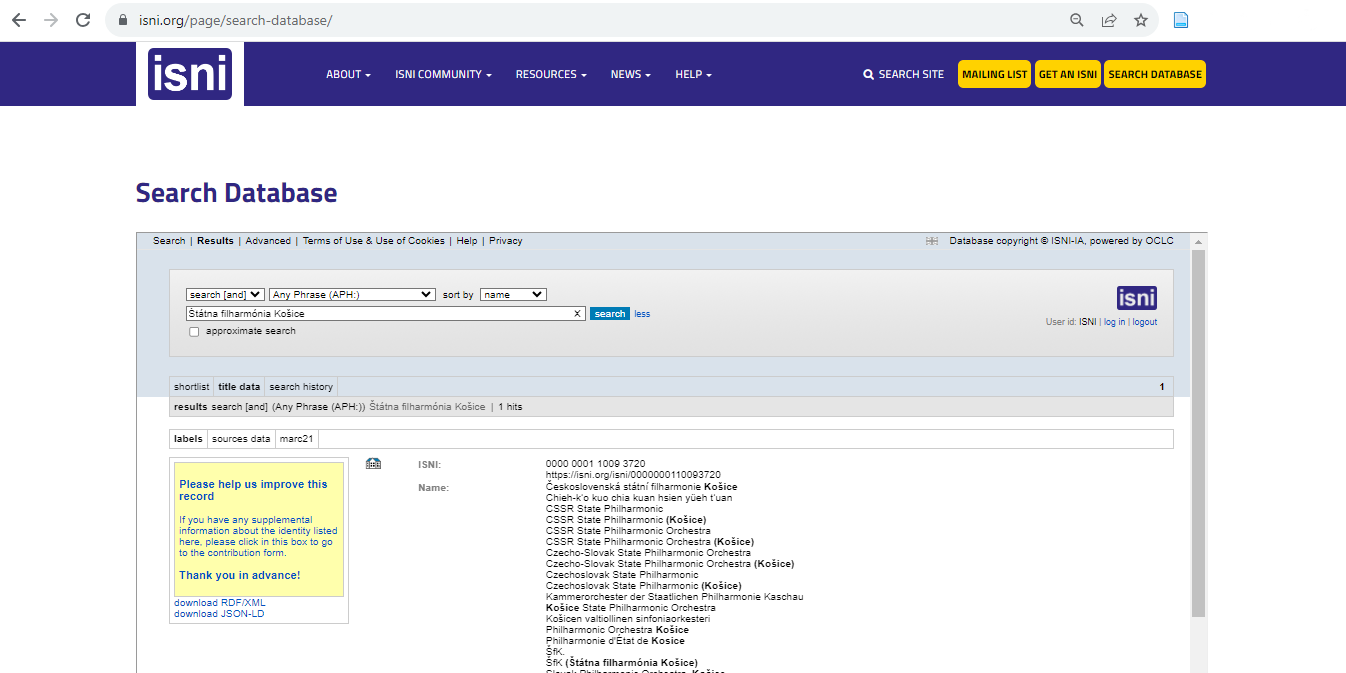 isni.org/page/search-database/
isni ABOUT ISNI COMMUNITY RESOURCES NEWS HELP SEARCH SITE MAILING LIST GET AN ISNI SEARCH DATABASE
Search Database
Search | Results | Advanced | Terms of Use & Use of Cookies | Help | Privacy Database copyright © ISNI-IA, powered by OCLC
search [and] Any Phrase (APH:) sort by name
isni
Štátna filharmónia Košice x search less
User id: ISNI | log in | logout
approximate search
shortlist title data search history 1
results search [and] (Any Phrase (APH:)) Štátna filharmónia Košice | 1 hits
labels sources data marc21
Please help us improve this
record
If you have any supplemental
information about the identity listed
here, please click in this box to go
to the contribution form.
Thank you in advance!
download RDF/XML
download JSON-LD
ISNI: 0000 0001 1009 3720
https://isni.org/isni/0000000110093720
Name: Československá státní filharmonie Košice
Chieh-k'o kuo chia kuan hsien yüeh t'uan
CSSR State Philharmonic
CSSR State Philharmonic (Košice)
CSSR State Philharmonic Orchestra
CSSR State Philharmonic Orchestra (Košice)
Czecho-Slovak State Philharmonic Orchestra
Czecho-Slovak State Philharmonic Orchestra (Košice)
Czechoslovak State Philharmonic
Czechoslovak State Philharmonic (Košice)
Kammerorchester der Staatlichen Philharmonie Kaschau
Košice State Philharmonic Orchestra
Košicen valtiollinen sinfoniaorkesteri
Philharmonic Orchestra Košice
Philharmonie d'État de Kosice
ŠfK.
ŠfK (Štátna filharmónia Košice)
Slovak Philharmonic Orchestra, Košice